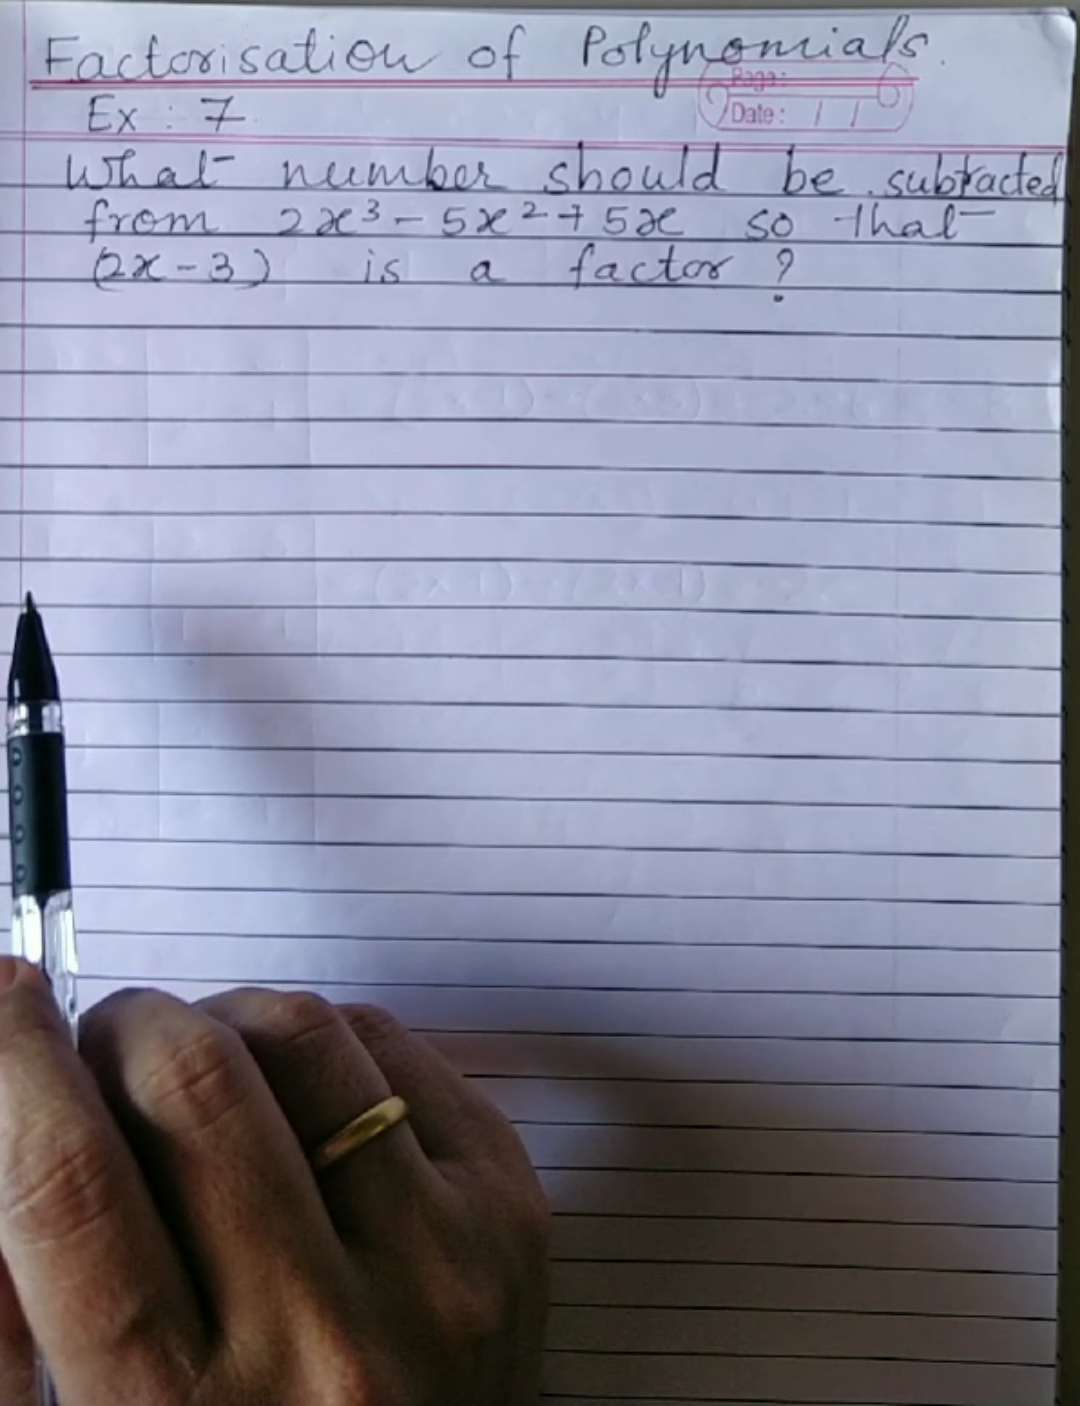 Factorisation of Polynomials.
Page:
Ex : 7
Date: / /
What number should be subtracted
from 2x³ - 5x² + 5x so that
(2x - 3) is a factor ?